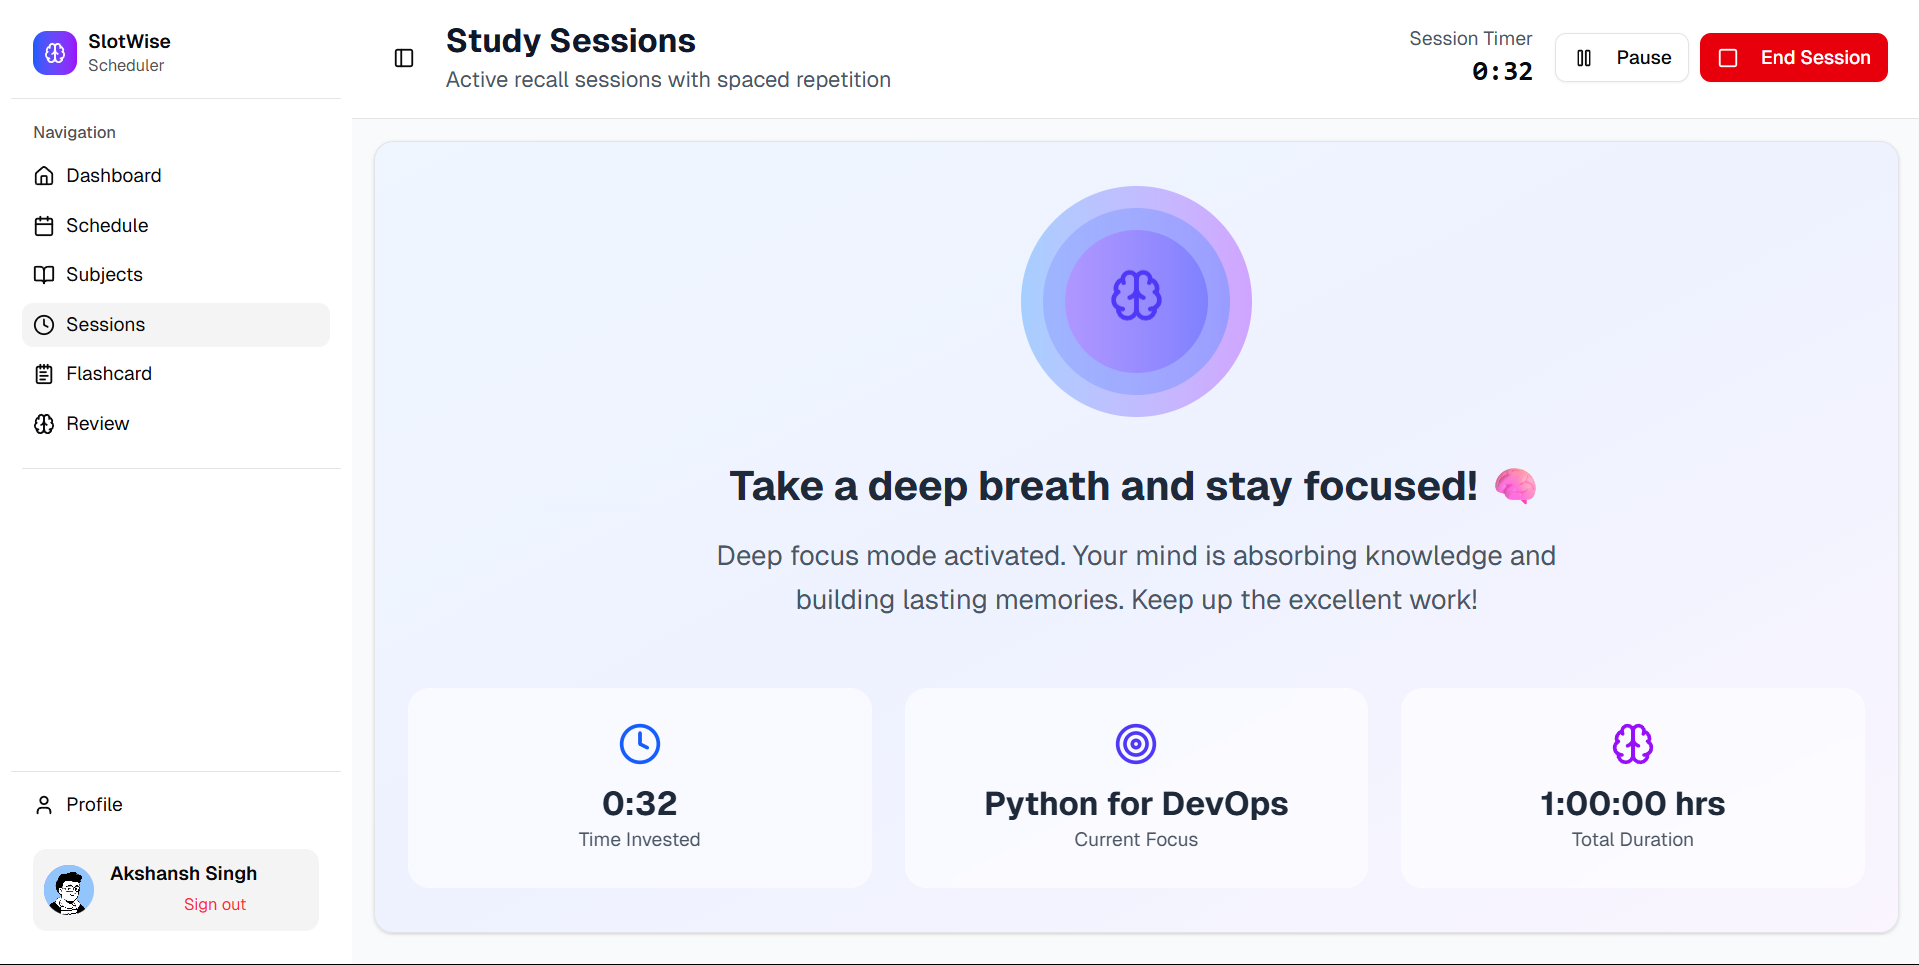 SlotWise
Scheduler
Navigation
Dashboard
Schedule
Subjects
Sessions
Flashcard
Review
Profile
Akshansh Singh
Sign out
Study Sessions
Active recall sessions with spaced repetition
Session Timer
0:32
Pause
End Session
Take a deep breath and stay focused! 🧠
Deep focus mode activated. Your mind is absorbing knowledge and
building lasting memories. Keep up the excellent work!
0:32
Time Invested
Python for DevOps
Current Focus
1:00:00 hrs
Total Duration